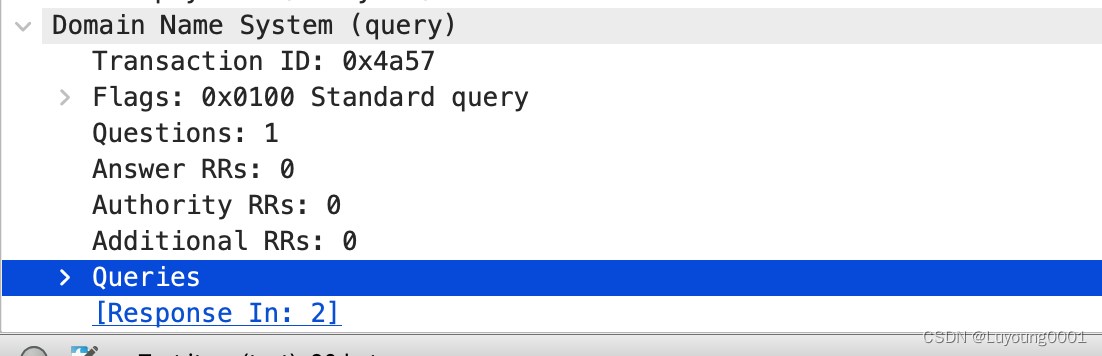 Domain Name System (query)
Transaction ID: 0x4a57
Flags: 0x0100 Standard query
Questions: 1
Answer RRs: 0
Authority RRs: 0
Additional RRs: 0
Queries
[Response In: 2]
CSDN @Luyoung0001